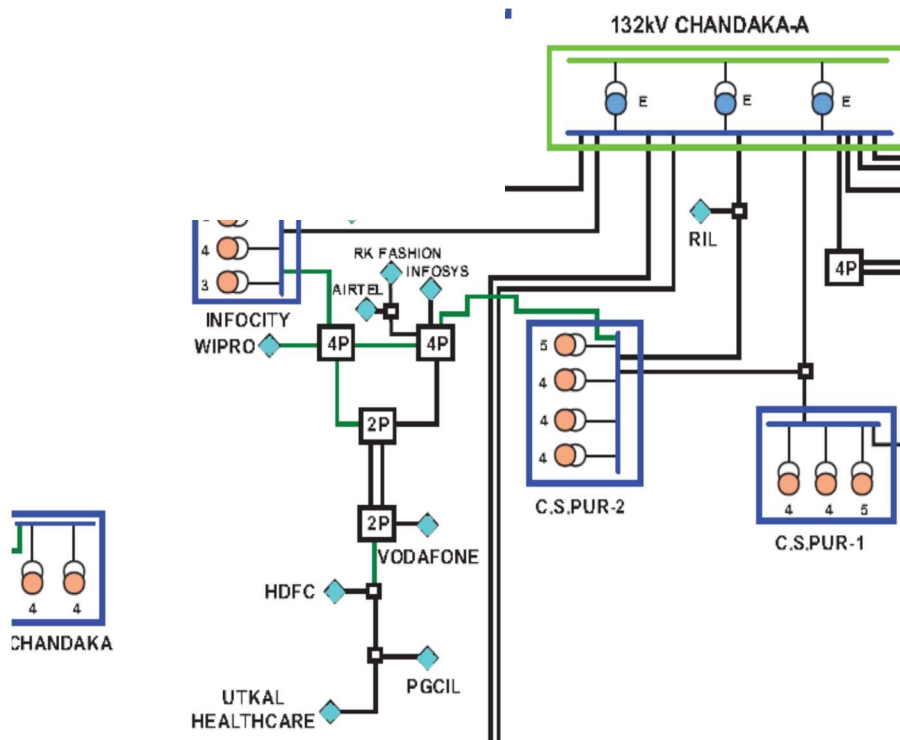 132kV CHANDAKA-A
E
E
E
RIL
4P
4
3
INFOCITY
RK FASHION
INFOSYS
AIRTEL
WIPRO
4P
4P
5
4
4
4
C.S.PUR-2
4
4
5
C.S.PUR-1
2P
2P
VODAFONE
HDFC
PGCIL
UTKAL
HEALTHCARE
4
4
CHANDAKA